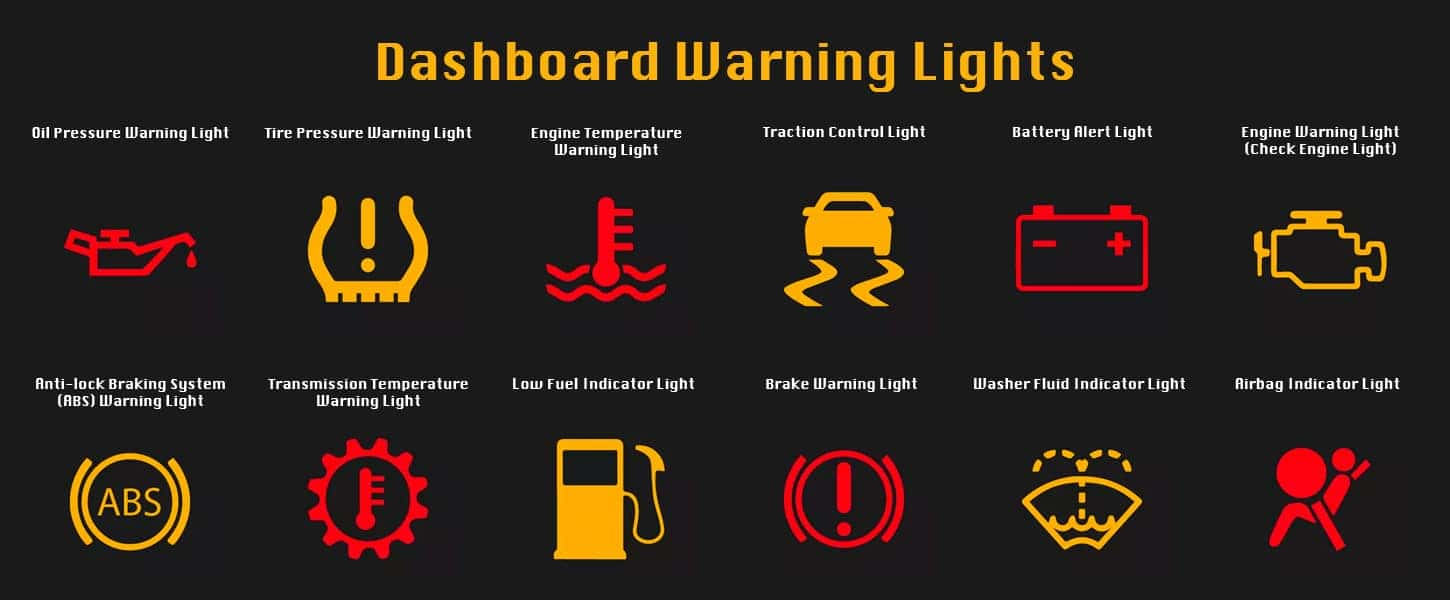 Dashboard Warning Lights
Oil Pressure Warning Light
Tire Pressure Warning Light
Engine Temperature
Warning Light
Traction Control Light
Battery Alert Light
Engine Warning Light
(Check Engine Light)
Anti-lock Braking System
(ABS) Warning Light
Transmission Temperature
Warning Light
Low Fuel Indicator Light
Brake Warning Light
Washer Fluid Indicator Light
Airbag Indicator Light
ABS